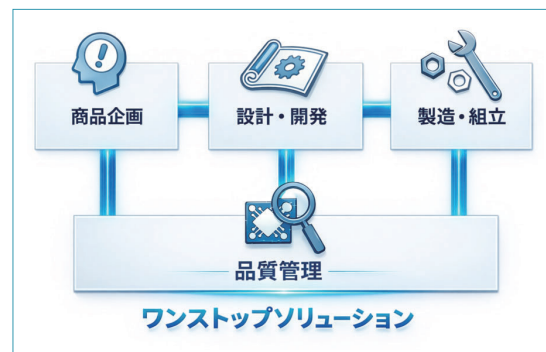 商品企画
設計・開発
製造・組立
品質管理
ワンストップソリューション